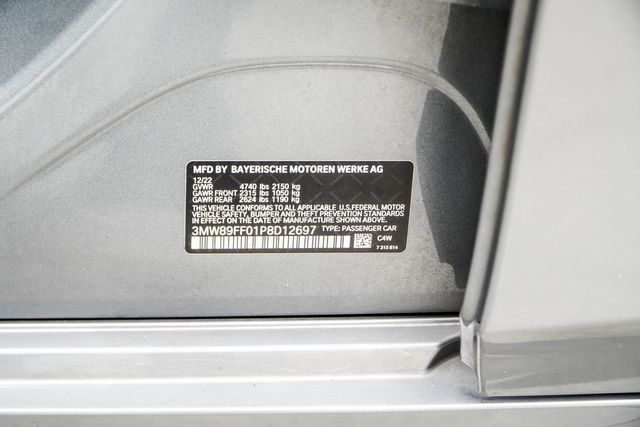 MFD BY BAYERISCHE MOTOREN WERKE AG
12/22
GVWR 4740 lbs 2150 kg
GAWR FRONT 2315 lbs 1050 kg
GAWR REAR 2624 lbs 1190 kg
THIS VEHICLE CONFORMS TO ALL APPLICABLE U.S.FEDERAL MOTOR
VEHICLE SAFETY, BUMPER AND THEFT PREVENTION STANDARDS
IN EFFECT ON THE DATE OF MANUFACTURE SHOWN ABOVE.
3MW89FF01P8D12697 TYPE: PASSENGER CAR
C4W
7 315 614